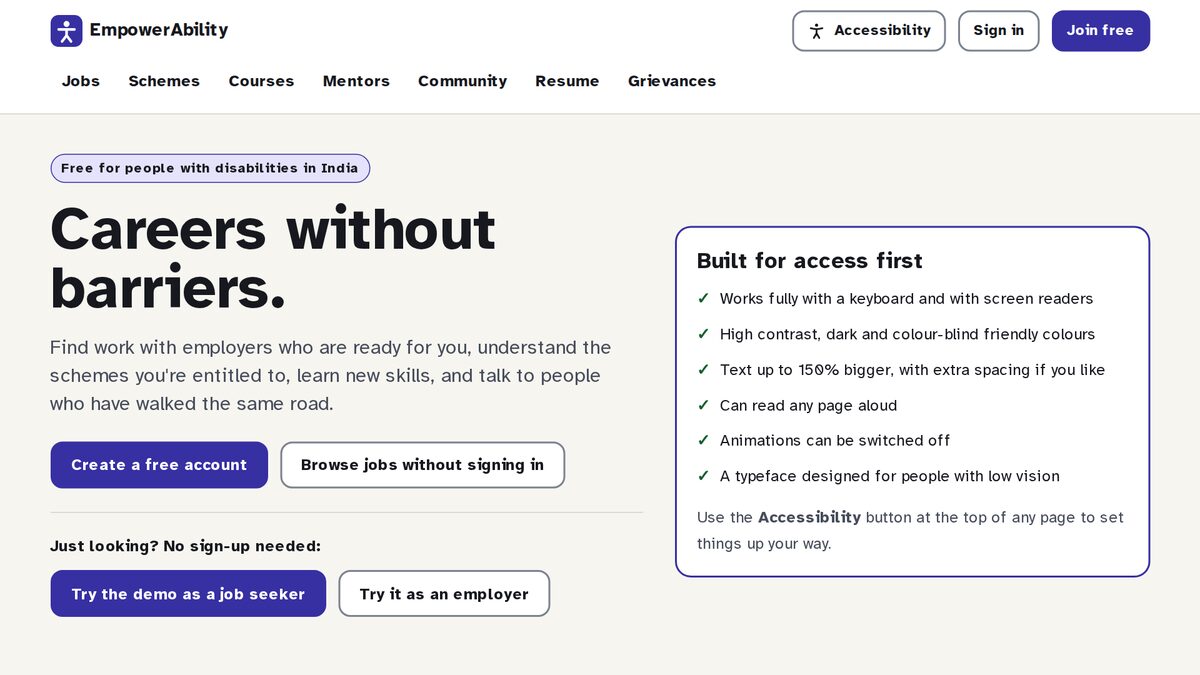 EmpowerAbility
Accessibility
Sign in
Join free
Jobs
Schemes
Courses
Mentors
Community
Resume
Grievances
Free for people with disabilities in India
Careers without
barriers.
Find work with employers who are ready for you, understand the
schemes you're entitled to, learn new skills, and talk to people
who have walked the same road.
Create a free account
Browse jobs without signing in
Just looking? No sign-up needed:
Try the demo as a job seeker
Try it as an employer
Built for access first
✓ Works fully with a keyboard and with screen readers
✓ High contrast, dark and colour-blind friendly colours
✓ Text up to 150% bigger, with extra spacing if you like
✓ Can read any page aloud
✓ Animations can be switched off
✓ A typeface designed for people with low vision
Use the Accessibility button at the top of any page to set
things up your way.